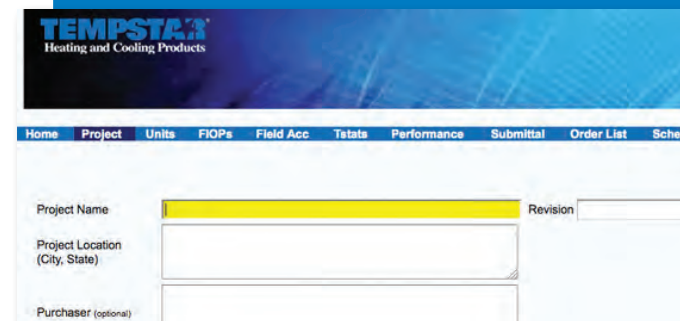 TEMPSTAR
Heating and Cooling Products
Home Project Units FIOPs Field Acc Tstats Performance Submittal Order List Sche
Project Name Revision
Project Location
(City, State)
Purchaser (optional)